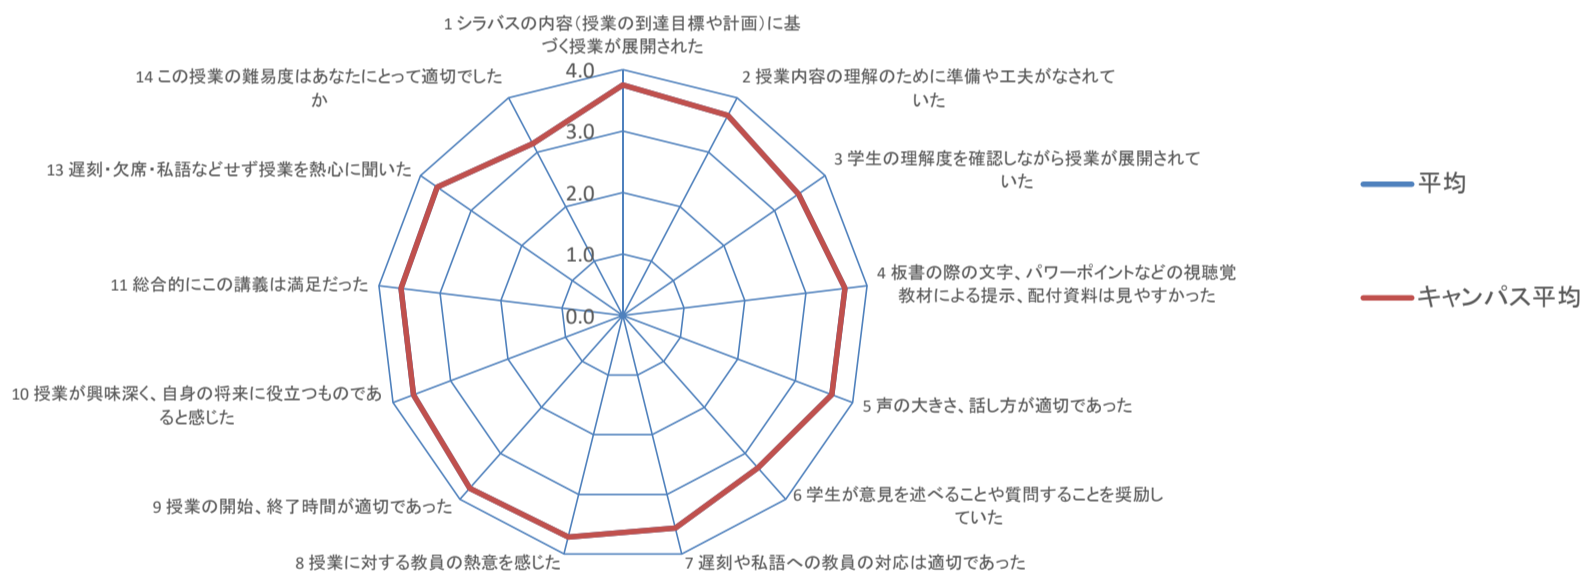 1 シラバスの内容（授業の到達目標や計画）に基
づく授業が展開された
2 授業内容の理解のために準備や工夫がなされて
いた
3 学生の理解度を確認しながら授業が展開されて
いた
4 板書の際の文字、パワーポイントなどの視聴覚
教材による提示、配付資料は見やすかった
5 声の大きさ、話し方が適切であった
6 学生が意見を述べることや質問することを奨励し
ていた
7 遅刻や私語への教員の対応は適切であった
8 授業に対する教員の熱意を感じた
9 授業の開始、終了時間が適切であった
10 授業が興味深く、自身の将来に役立つものであ
ると感じた
11 総合的にこの講義は満足だった
13 遅刻・欠席・私語などせず授業を熱心に聞いた
14 この授業の難易度はあなたにとって適切でした
か
4.0
3.0
2.0
1.0
0.0
平均
キャンパス平均